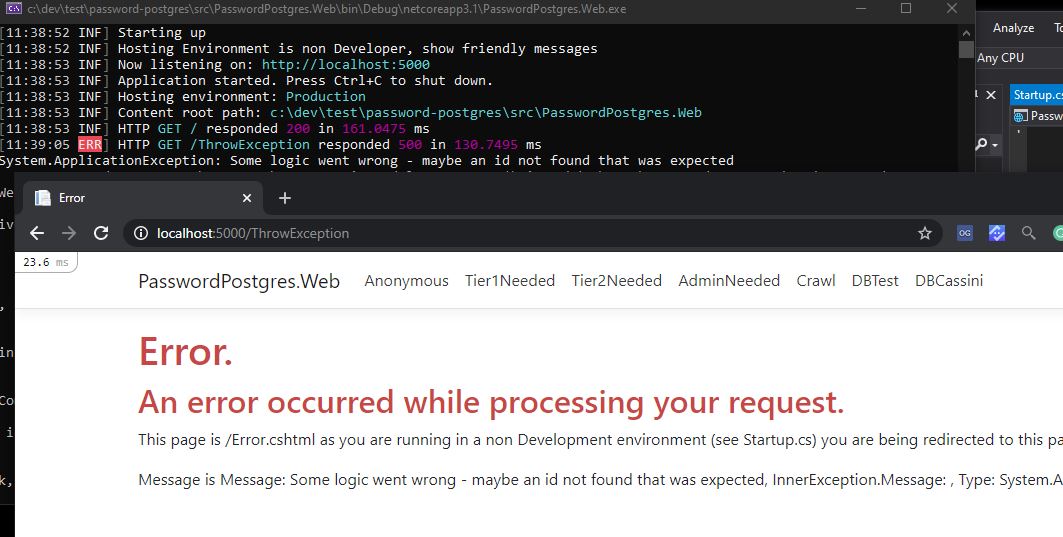 c:\dev\test\password-postgres\src\PasswordPostgres.Web\bin\Debug\netcoreapp3.1\PasswordPostgres.Web.exe
[11:38:52 INF] Starting up
[11:38:52 INF] Hosting Environment is non Developer, show friendly messages
[11:38:53 INF] Now listening on: http://localhost:5000
[11:38:53 INF] Application started. Press Ctrl+C to shut down.
[11:38:53 INF] Hosting environment: Production
[11:38:53 INF] Content root path: c:\dev\test\password-postgres\src\PasswordPostgres.Web
[11:38:53 INF] HTTP GET / responded 200 in 161.0475 ms
[11:39:05 ERR] HTTP GET /ThrowException responded 500 in 130.7495 ms
System.ApplicationException: Some logic went wrong - maybe an id not found that was expected
Analyze
Any CPU
Startup.cs
Passw
Error
localhost:5000/ThrowException
OG
23.6 ms
PasswordPostgres.Web Anonymous Tier1Needed Tier2Needed AdminNeeded Crawl DBTest DBCassini
Error.
An error occurred while processing your request.
This page is /Error.cshtml as you are running in a non Development environment (see Startup.cs) you are being redirected to this pa
Message is Message: Some logic went wrong - maybe an id not found that was expected, InnerException.Message: , Type: System.A